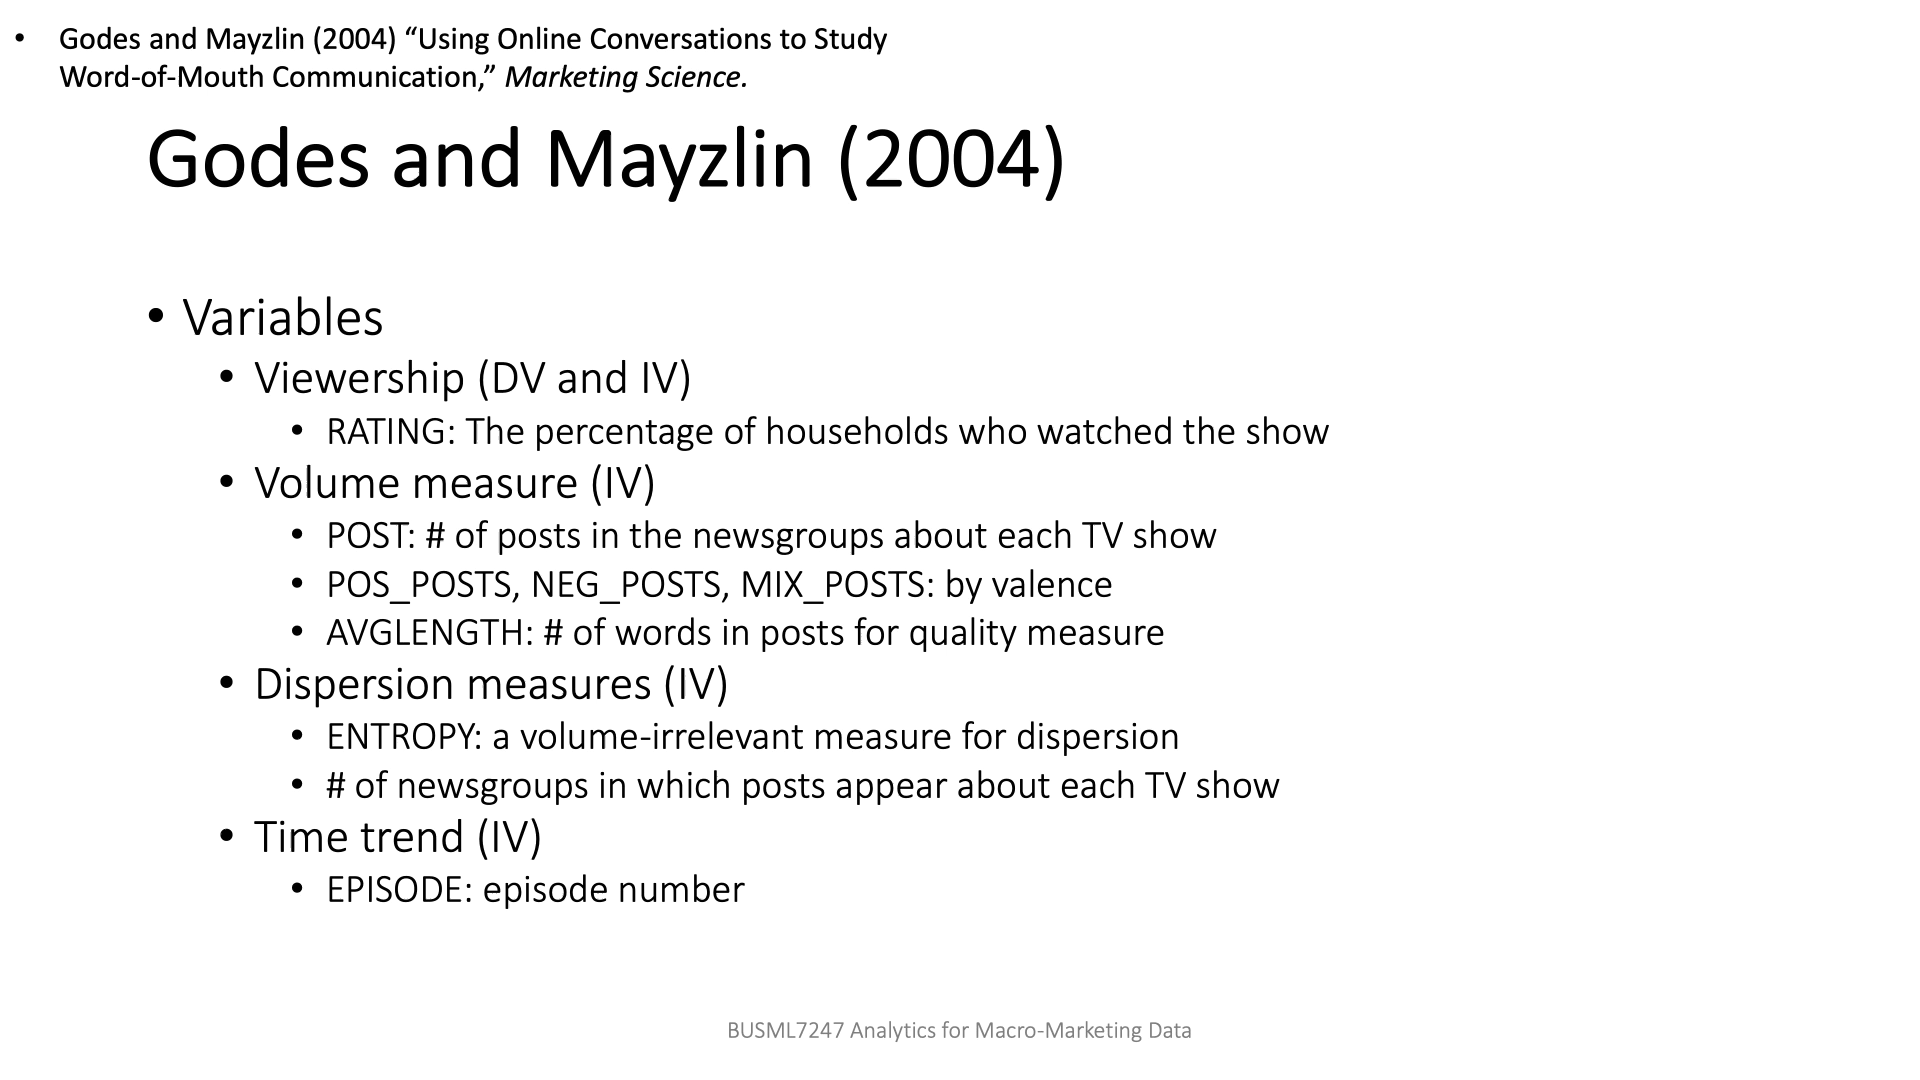 • Godes and Mayzlin (2004) “Using Online Conversations to Study
Word-of-Mouth Communication,” Marketing Science.
Godes and Mayzlin (2004)
• Variables
• Viewership (DV and IV)
• RATING: The percentage of households who watched the show
• Volume measure (IV)
• POST: # of posts in the newsgroups about each TV show
• POS_POSTS, NEG_POSTS, MIX_POSTS: by valence
• AVGLENGTH: # of words in posts for quality measure
• Dispersion measures (IV)
• ENTROPY: a volume-irrelevant measure for dispersion
• # of newsgroups in which posts appear about each TV show
• Time trend (IV)
• EPISODE: episode number
BUSML7247 Analytics for Macro-Marketing Data